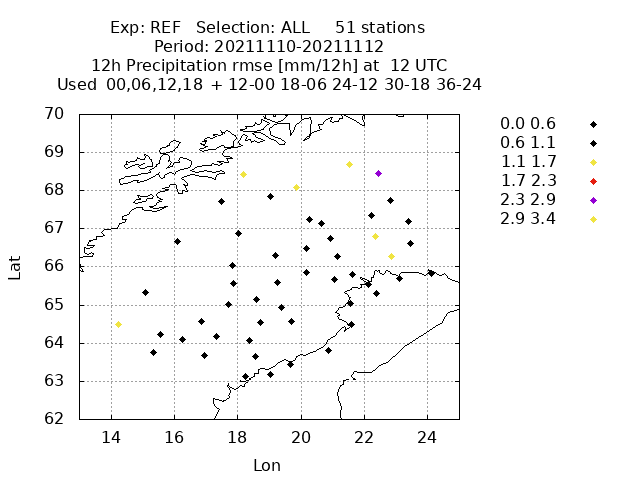 Exp: REF   Selection: ALL     51 stations
Period: 20211110-20211112
12h Precipitation rmse [mm/12h] at  12 UTC
Used  00,06,12,18  + 12-00 18-06 24-12 30-18 36-24
0.0 0.6
0.6 1.1
1.1 1.7
1.7 2.3
2.3 2.9
2.9 3.4
70
69
68
67
66
65
64
63
62
Lat
14 16 18 20 22 24
Lon